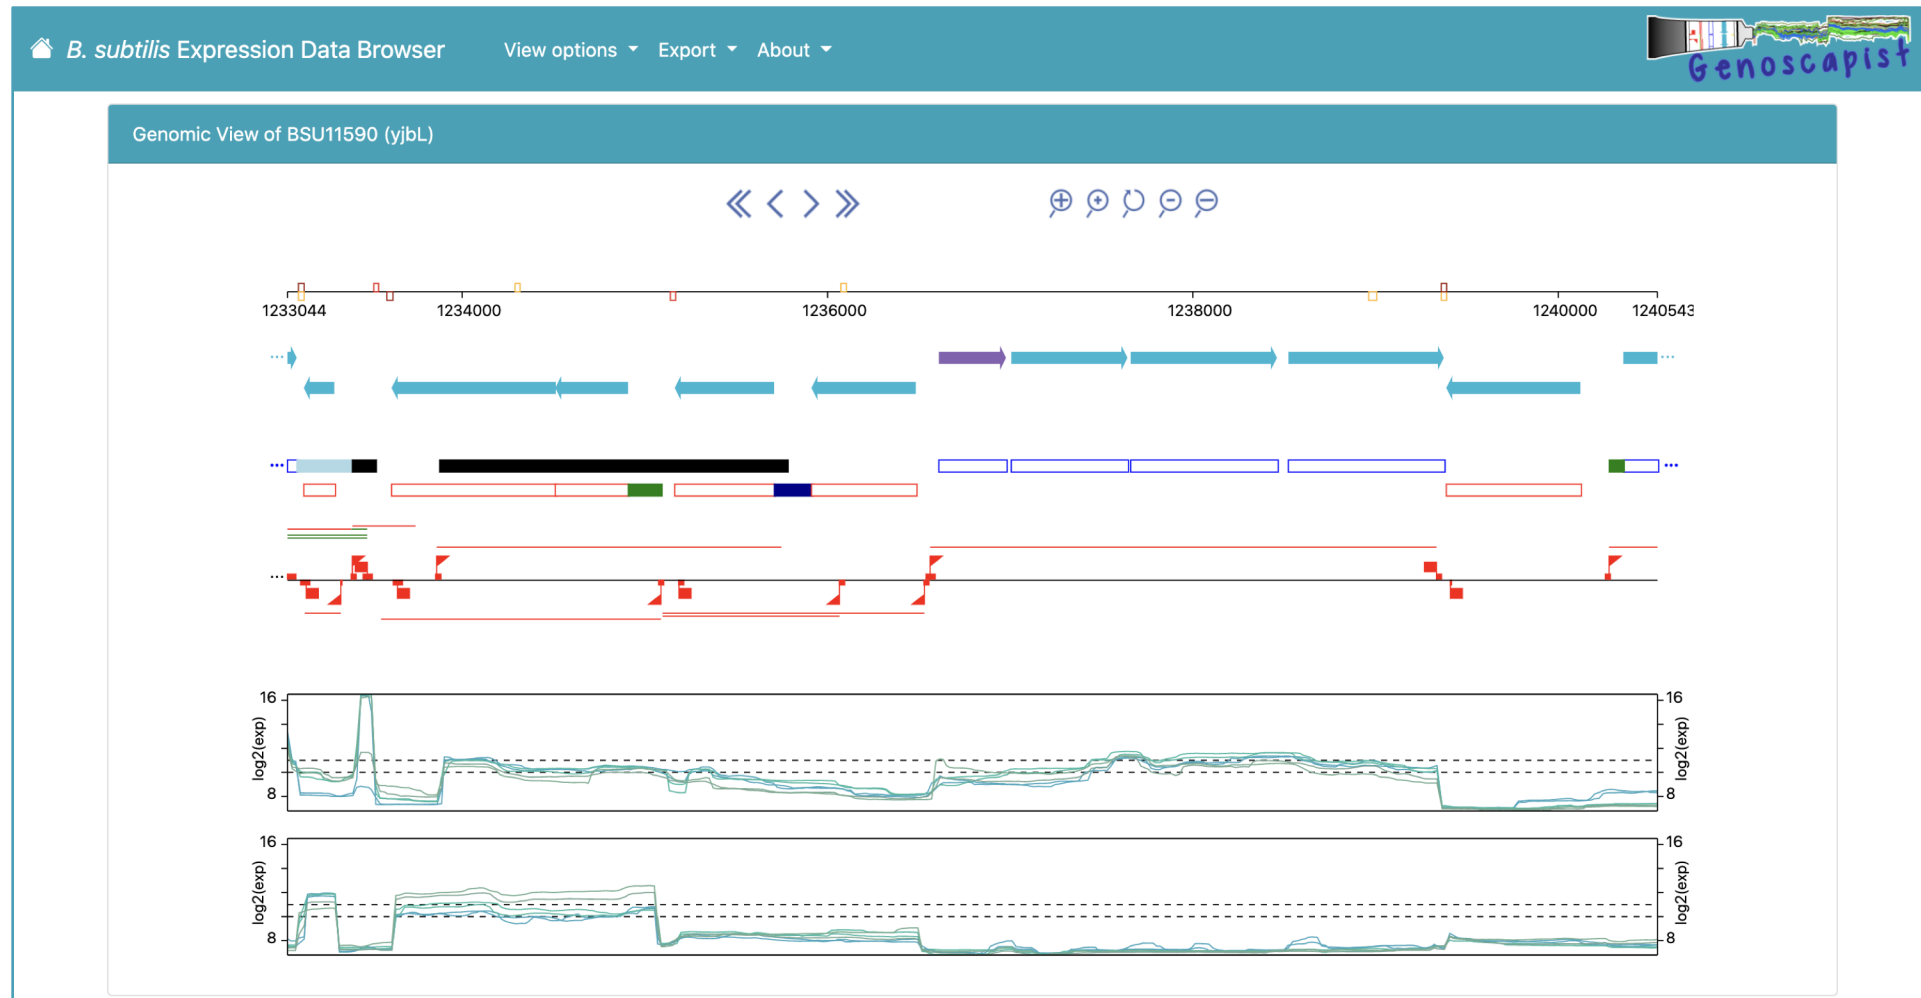 B. subtilis Expression Data Browser View options Export About
Genoscapist
Genomic View of BSU11590 (yjbL)
1233044 1234000 1236000 1238000 1240000 1240543
16 16
log2(exp) log2(exp)
8 8
16 16
log2(exp) log2(exp)
8 8